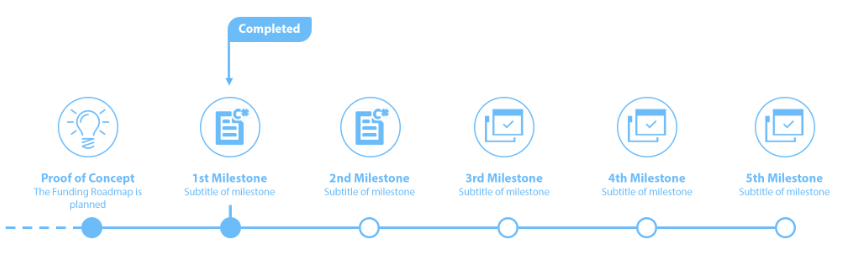 Completed
C#
C#
Proof of Concept
The Funding Roadmap is
planned
1st Milestone
Subtitle of milestone
2nd Milestone
Subtitle of milestone
3rd Milestone
Subtitle of milestone
4th Milestone
Subtitle of milestone
5th Milestone
Subtitle of milestone